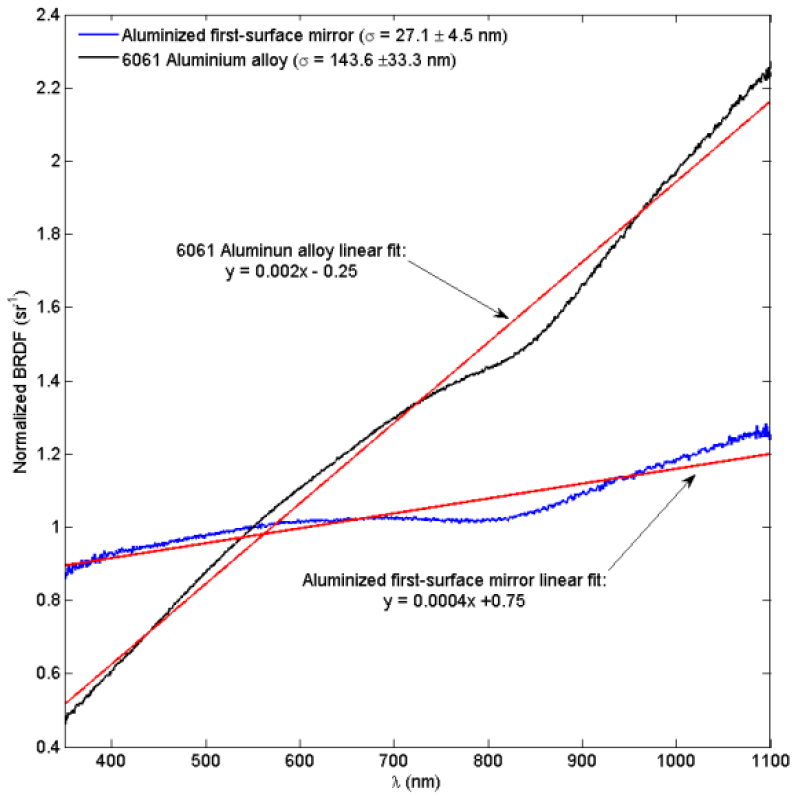 Aluminized first-surface mirror (σ = 27.1 ± 4.5 nm)
6061 Aluminium alloy (σ = 143.6 ±33.3 nm)
2.4
2.2
2
1.8
1.6
1.4
1.2
1
0.8
0.6
0.4
Normalized BRDF (sr⁻¹)
6061 Aluminun alloy linear fit:
y = 0.002x - 0.25
Aluminized first-surface mirror linear fit:
y = 0.0004x +0.75
400
500
600
700
800
900
1000
1100
λ (nm)